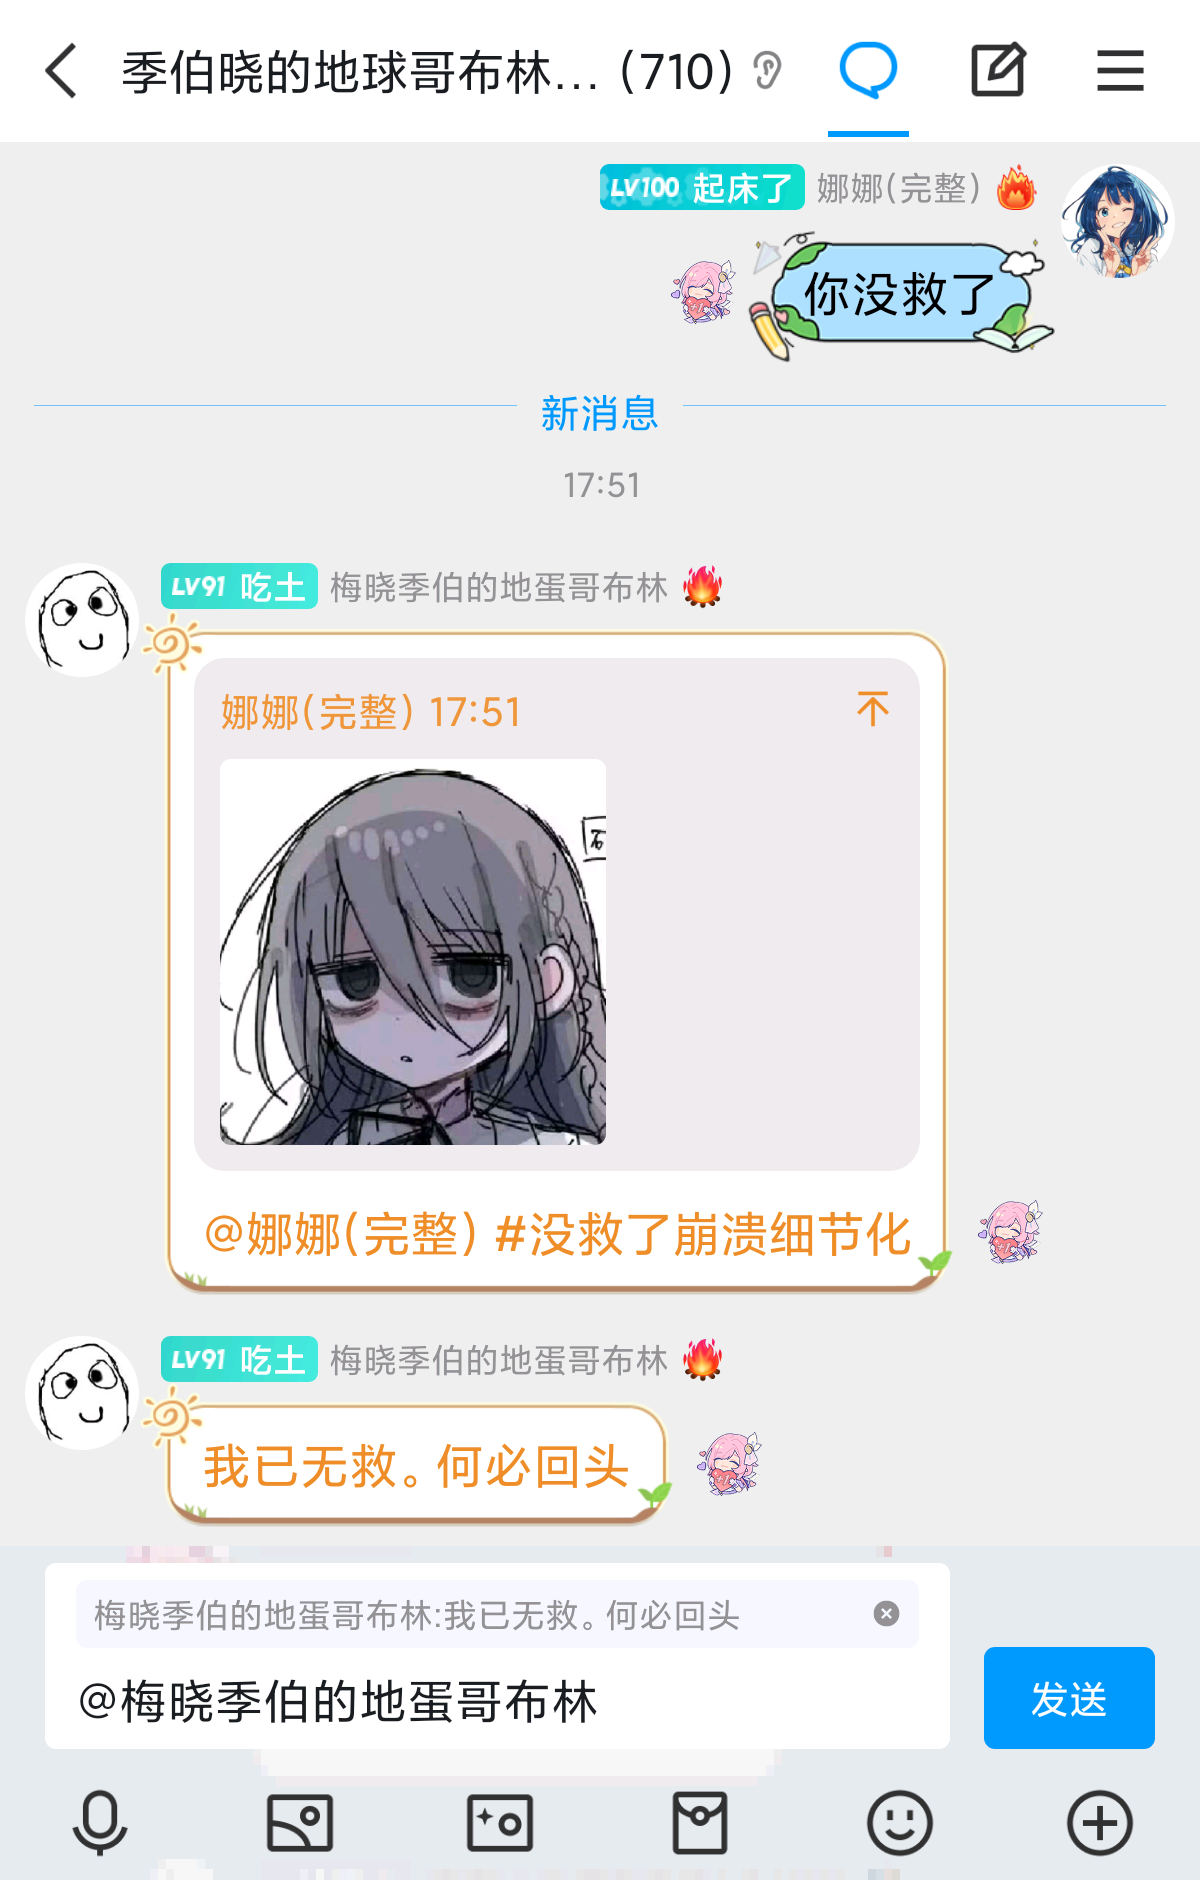 季伯晓的地球哥布林... (710)
LV100 起床了 娜娜(完整)
你没救了
新消息
17:51
LV91 吃土 梅晓季伯的地蛋哥布林
娜娜(完整) 17:51
石
@娜娜(完整) #没救了崩溃细节化
LV91 吃土 梅晓季伯的地蛋哥布林
我已无救。何必回头
梅晓季伯的地蛋哥布林:我已无救。何必回头
@梅晓季伯的地蛋哥布林
发送